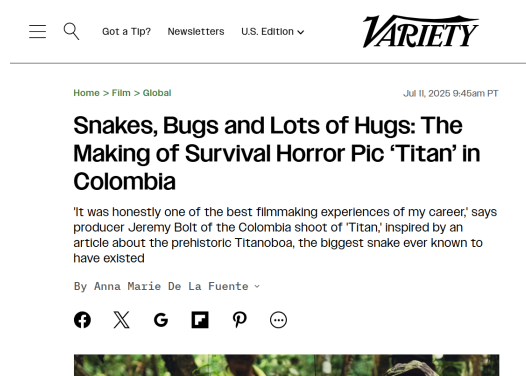 Got a Tip?
Newsletters
U.S. Edition
VARIETY
Home > Film > Global
Jul 11, 2025 9:45am PT
Snakes, Bugs and Lots of Hugs: The
Making of Survival Horror Pic ‘Titan’ in
Colombia
'It was honestly one of the best filmmaking experiences of my career,' says
producer Jeremy Bolt of the Colombia shoot of 'Titan,' inspired by an
article about the prehistoric Titanoboa, the biggest snake ever known to
have existed
By Anna Marie De La Fuente